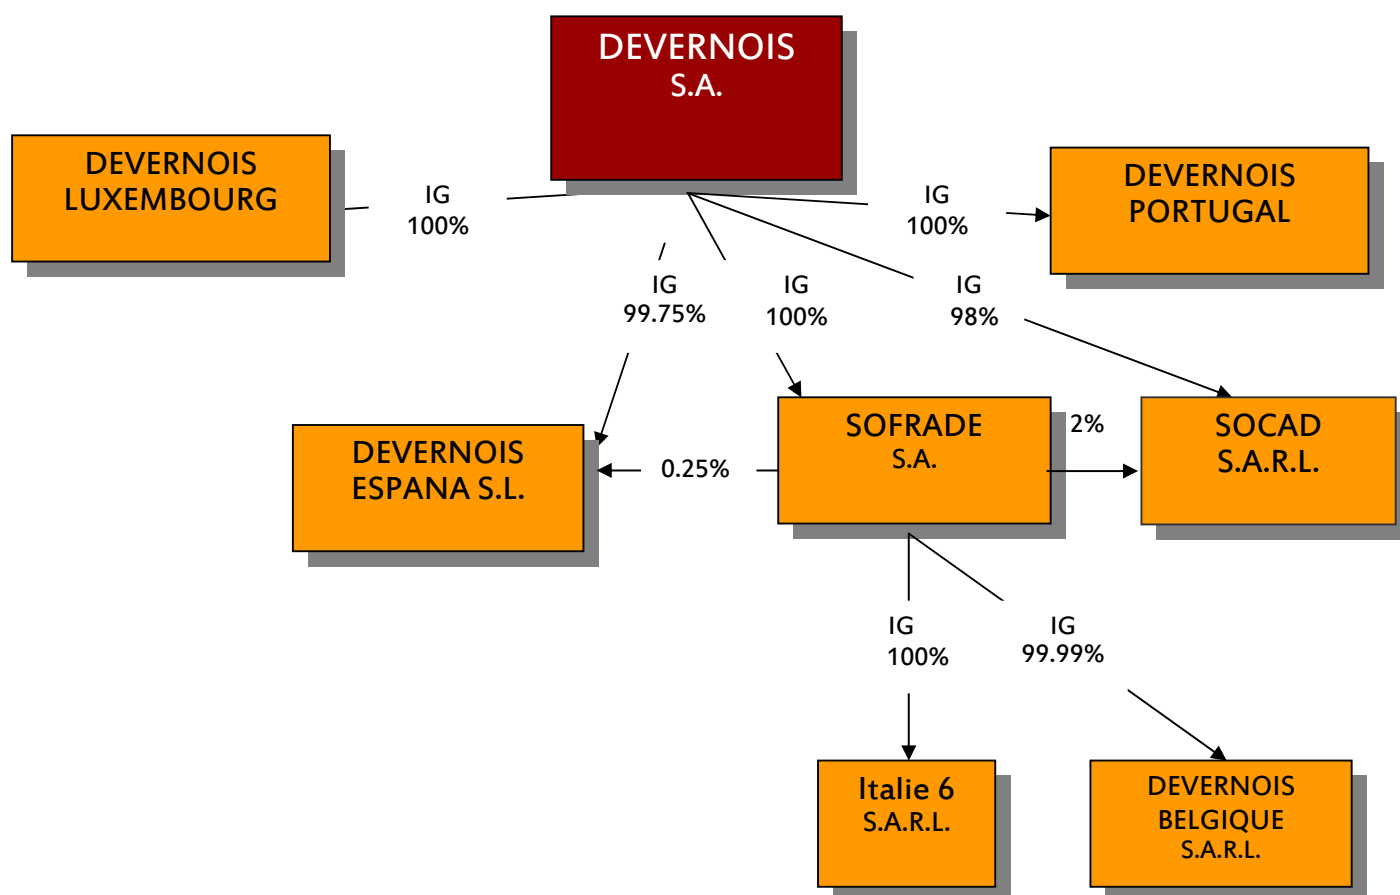 DEVERNOIS
S.A.
DEVERNOIS
LUXEMBOURG
IG
100%
IG
100%
DEVERNOIS
PORTUGAL
IG
99.75%
IG
100%
IG
98%
DEVERNOIS
ESPANA S.L.
0.25%
SOFRADE
S.A.
2%
SOCAD
S.A.R.L.
IG
100%
IG
99.99%
Italie 6
S.A.R.L.
DEVERNOIS
BELGIQUE
S.A.R.L.